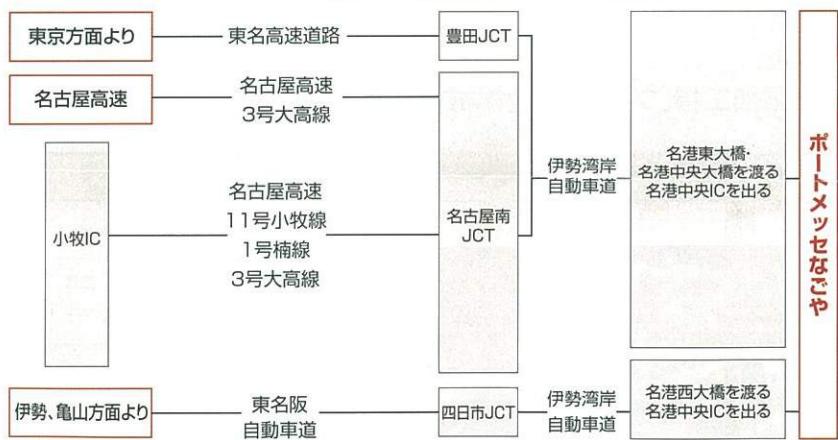 東京方面より
東名高速道路
豊田JCT
名古屋高速
名古屋高速
3号大高線
小牧IC
名古屋高速
11号小牧線
1号楠線
3号大高線
名古屋南
JCT
伊勢湾岸
自動車道
名港東大橋・
名港中央大橋を渡る
名港中央ICを出る
伊勢、亀山方面より
東名阪
自動車道
四日市JCT
伊勢湾岸
自動車道
名港西大橋を渡る
名港中央ICを出る
ポートメッセなごや